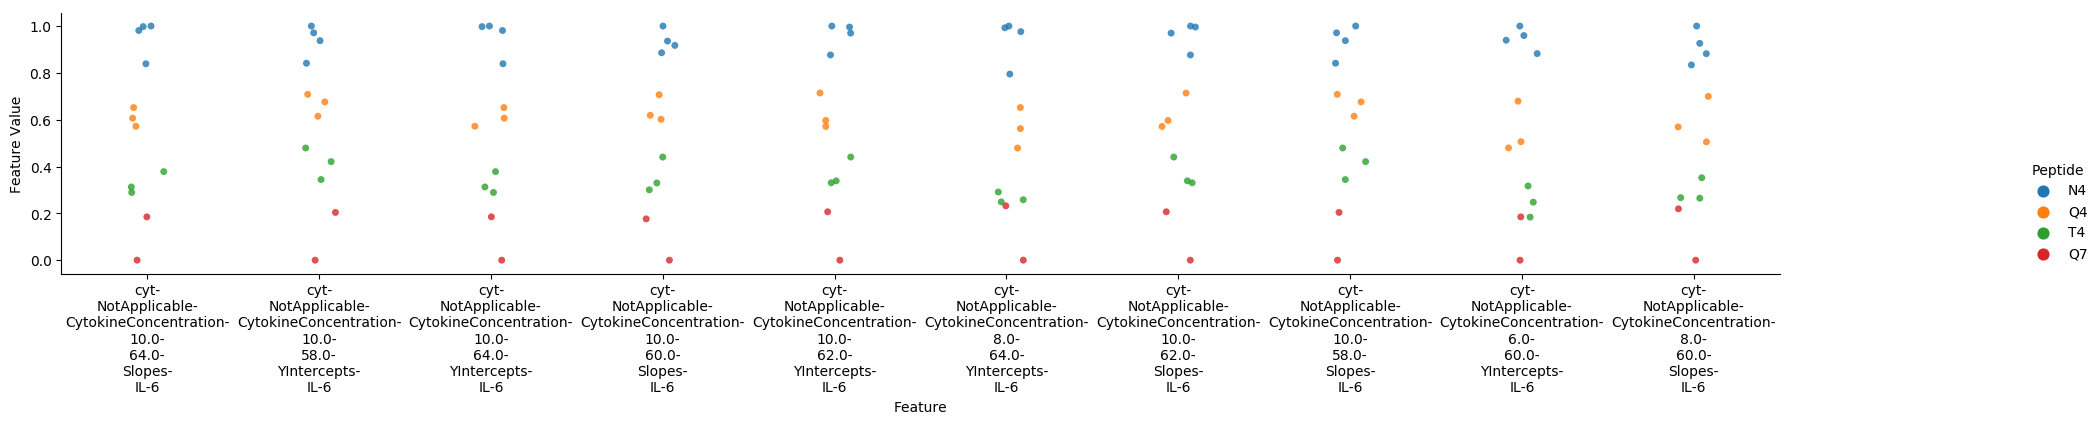 Feature Value
1.0
0.8
0.6
0.4
0.2
0.0
cyt-
NotApplicable-
CytokineConcentration-
10.0-
64.0-
Slopes-
IL-6
cyt-
NotApplicable-
CytokineConcentration-
10.0-
58.0-
YIntercepts-
IL-6
cyt-
NotApplicable-
CytokineConcentration-
10.0-
64.0-
YIntercepts-
IL-6
cyt-
NotApplicable-
CytokineConcentration-
10.0-
60.0-
Slopes-
IL-6
cyt-
NotApplicable-
CytokineConcentration-
10.0-
62.0-
YIntercepts-
IL-6
cyt-
NotApplicable-
CytokineConcentration-
8.0-
64.0-
YIntercepts-
IL-6
cyt-
NotApplicable-
CytokineConcentration-
10.0-
62.0-
Slopes-
IL-6
cyt-
NotApplicable-
CytokineConcentration-
10.0-
58.0-
Slopes-
IL-6
cyt-
NotApplicable-
CytokineConcentration-
6.0-
60.0-
YIntercepts-
IL-6
cyt-
NotApplicable-
CytokineConcentration-
8.0-
60.0-
Slopes-
IL-6
Feature
Peptide
N4
Q4
T4
Q7